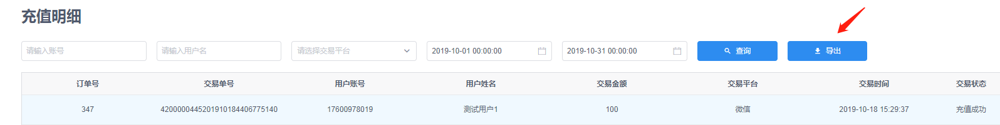 充值明细
请输入账号 请输入用户名 请选择交易平台 2019-10-01 00:00:00 2019-10-31 00:00:00 查询 导出
订单号 交易单号 用户账号 用户姓名 交易金额 交易平台 交易时间 交易状态
347 4200000445201910184406775140 17600978019 测试用户1 100 微信 2019-10-18 15:29:37 充值成功